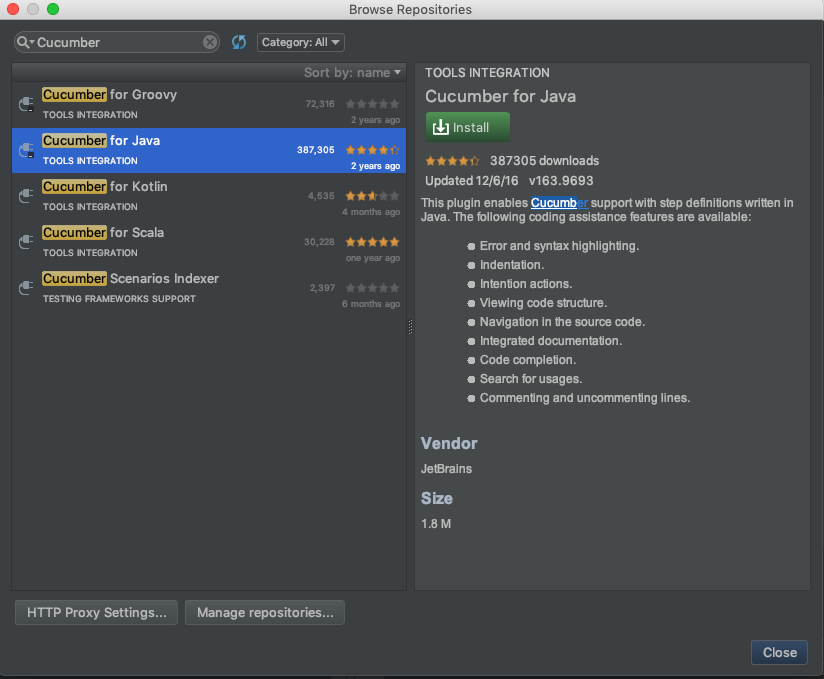 Browse Repositories
Cucumber
Category: All
Sort by: name
Cucumber for Groovy
72,316
TOOLS INTEGRATION
2 years ago
Cucumber for Java
387,305
TOOLS INTEGRATION
2 years ago
Cucumber for Kotlin
4,535
TOOLS INTEGRATION
4 months ago
Cucumber for Scala
30,228
TOOLS INTEGRATION
one year ago
Cucumber Scenarios Indexer
2,397
TESTING FRAMEWORKS SUPPORT
6 months ago
TOOLS INTEGRATION
Cucumber for Java
Install
387305 downloads
Updated 12/6/16 v163.9693
This plugin enables Cucumber support with step definitions written in
Java. The following coding assistance features are available:
Error and syntax highlighting.
Indentation.
Intention actions.
Viewing code structure.
Navigation in the source code.
Integrated documentation.
Code completion.
Search for usages.
Commenting and uncommenting lines.
Vendor
JetBrains
Size
1.8 M
HTTP Proxy Settings...
Manage repositories...
Close